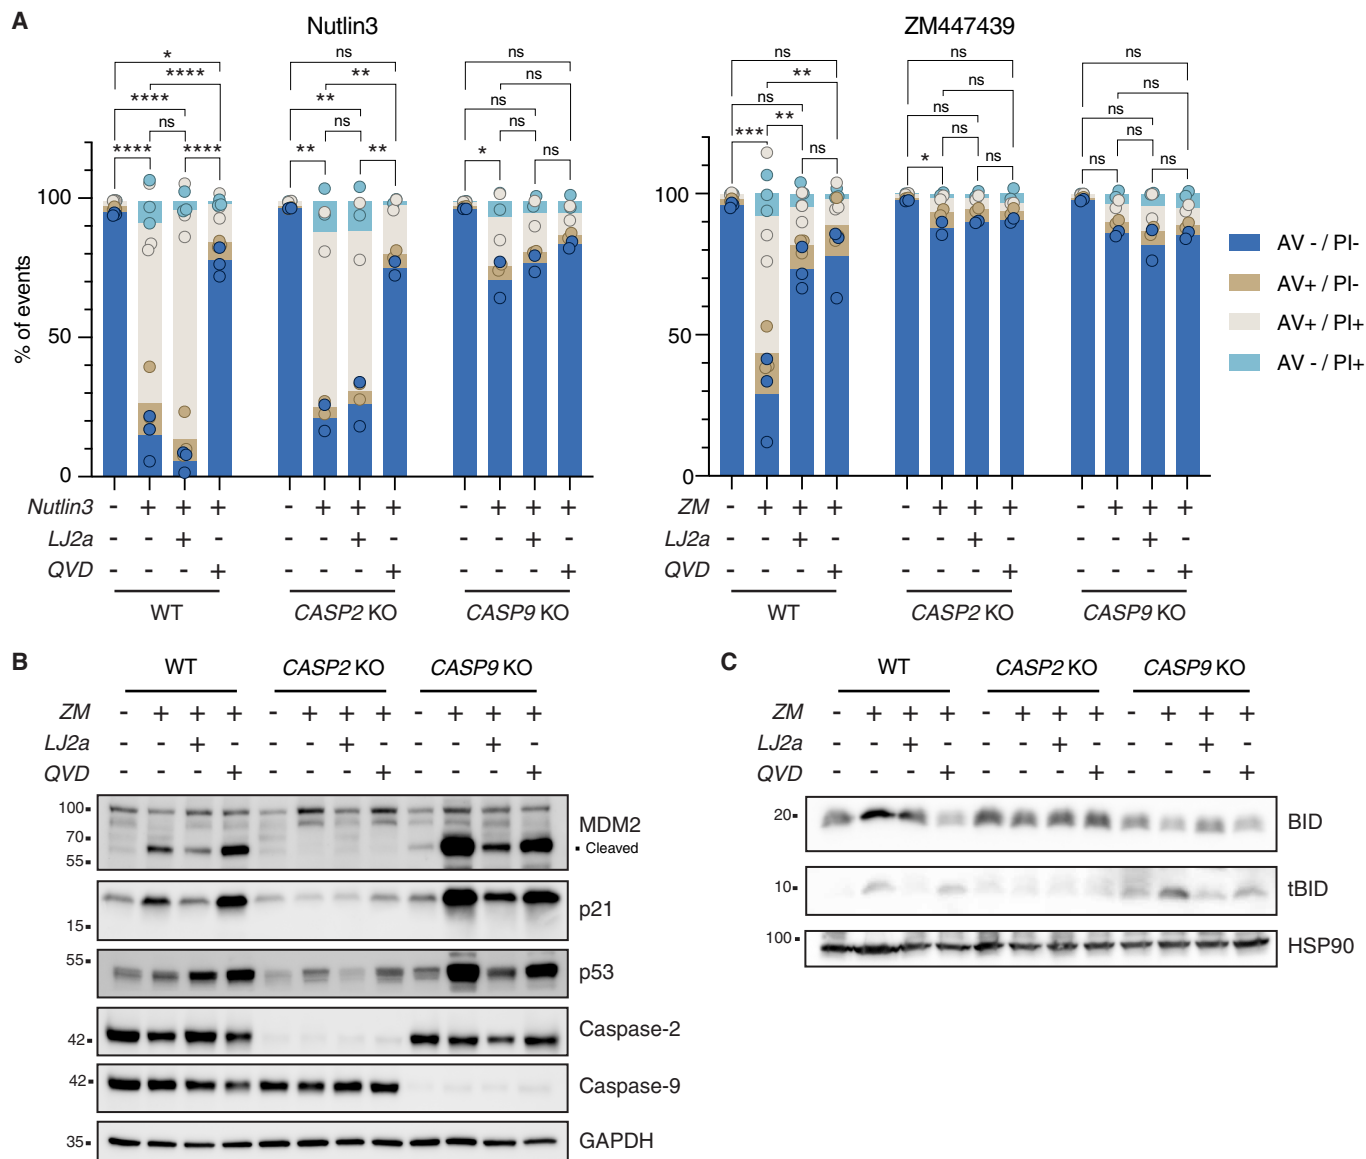 A
Nutlin3
ZM447439
* ns ns ns ns ns
**** ** ns ** ns ns
**** ** ns ns ns ns
ns ns ns ** ns ns
**** **** ** ** * ns *** ns * ns ns ns
% of events
100
50
0
100
50
0
AV - / PI-
AV+ / PI-
AV+ / PI+
AV - / PI+
Nutlin3 - + + + - + + + - + + +
LJ2a - - + - - - + - - - + -
QVD - - - + - - - + - - - +
WT CASP2 KO CASP9 KO
ZM - + + + - + + + - + + +
LJ2a - - + - - - + - - - + -
QVD - - - + - - - + - - - +
WT CASP2 KO CASP9 KO
B
WT CASP2 KO CASP9 KO
ZM - + + + - + + + - + + +
LJ2a - - + - - - + - - - + -
QVD - - - + - - - + - - - +
100
70
55
MDM2
Cleaved
15
p21
55
p53
42
Caspase-2
42
Caspase-9
35
GAPDH
C
WT CASP2 KO CASP9 KO
ZM - + + + - + + + - + + +
LJ2a - - + - - - + - - - + -
QVD - - - + - - - + - - - +
20
BID
10
tBID
100
HSP90